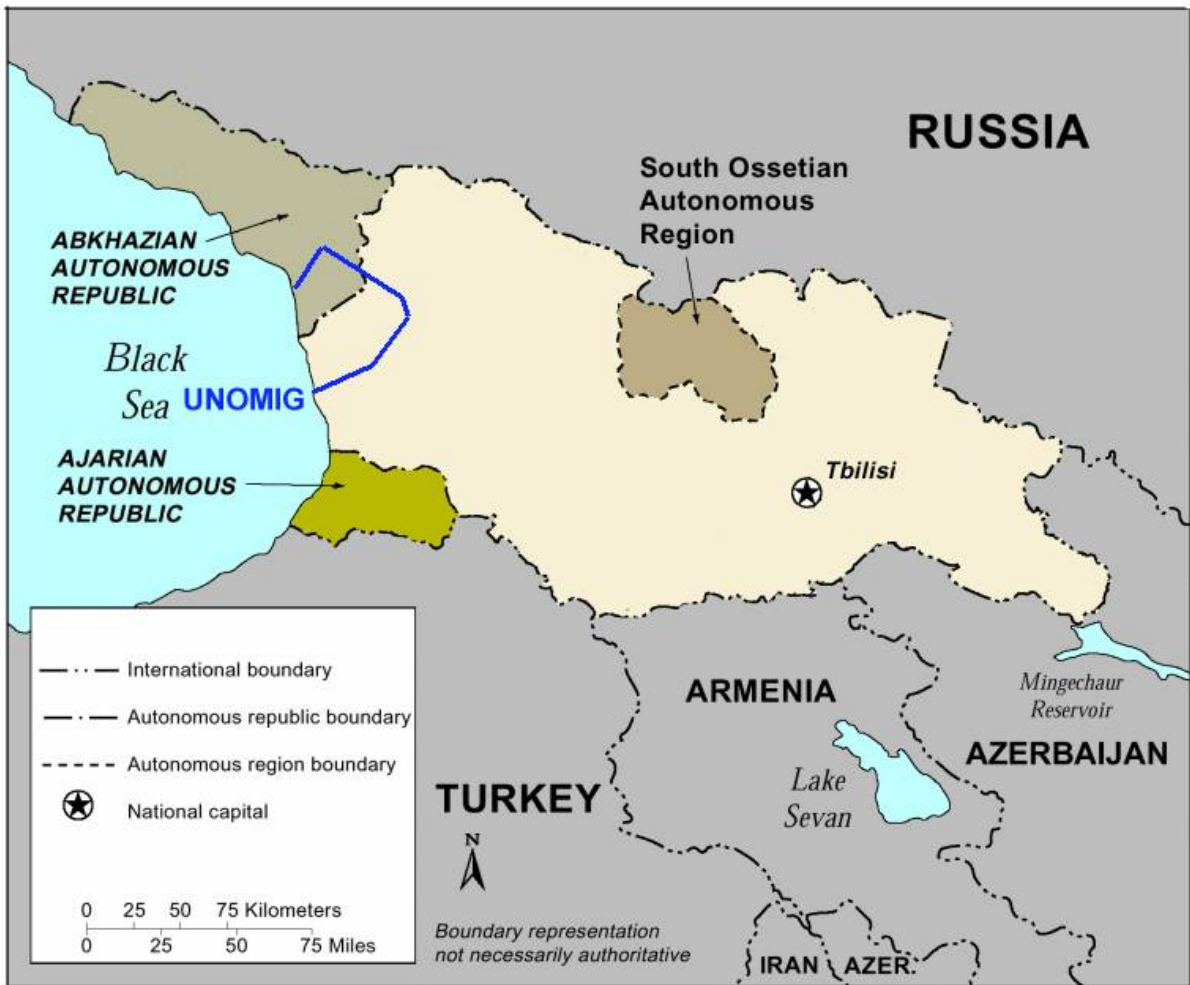 RUSSIA
South Ossetian
Autonomous
Region
ABKHAZIAN
AUTONOMOUS
REPUBLIC
Black
Sea
UNOMIG
AJARIAN
AUTONOMOUS
REPUBLIC
Tbilisi
International boundary
Autonomous republic boundary
Autonomous region boundary
National capital
0 25 50 75 Kilometers
0 25 50 75 Miles
TURKEY
N
Boundary representation
not necessarily authoritative
ARMENIA
Lake
Sevan
Mingechaur
Reservoir
AZERBAIJAN
IRAN
AZER.